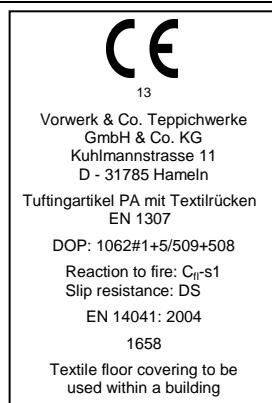 CE
13
Vorwerk & Co. Teppichwerke
GmbH & Co. KG
Kuhlmannstrasse 11
D - 31785 Hameln
Tuftingartikel PA mit Textilrücken
EN 1307
DOP: 1062#1+5/509+508
Reaction to fire: Cfl-s1
Slip resistance: DS
EN 14041: 2004
1658
Textile floor covering to be
used within a building